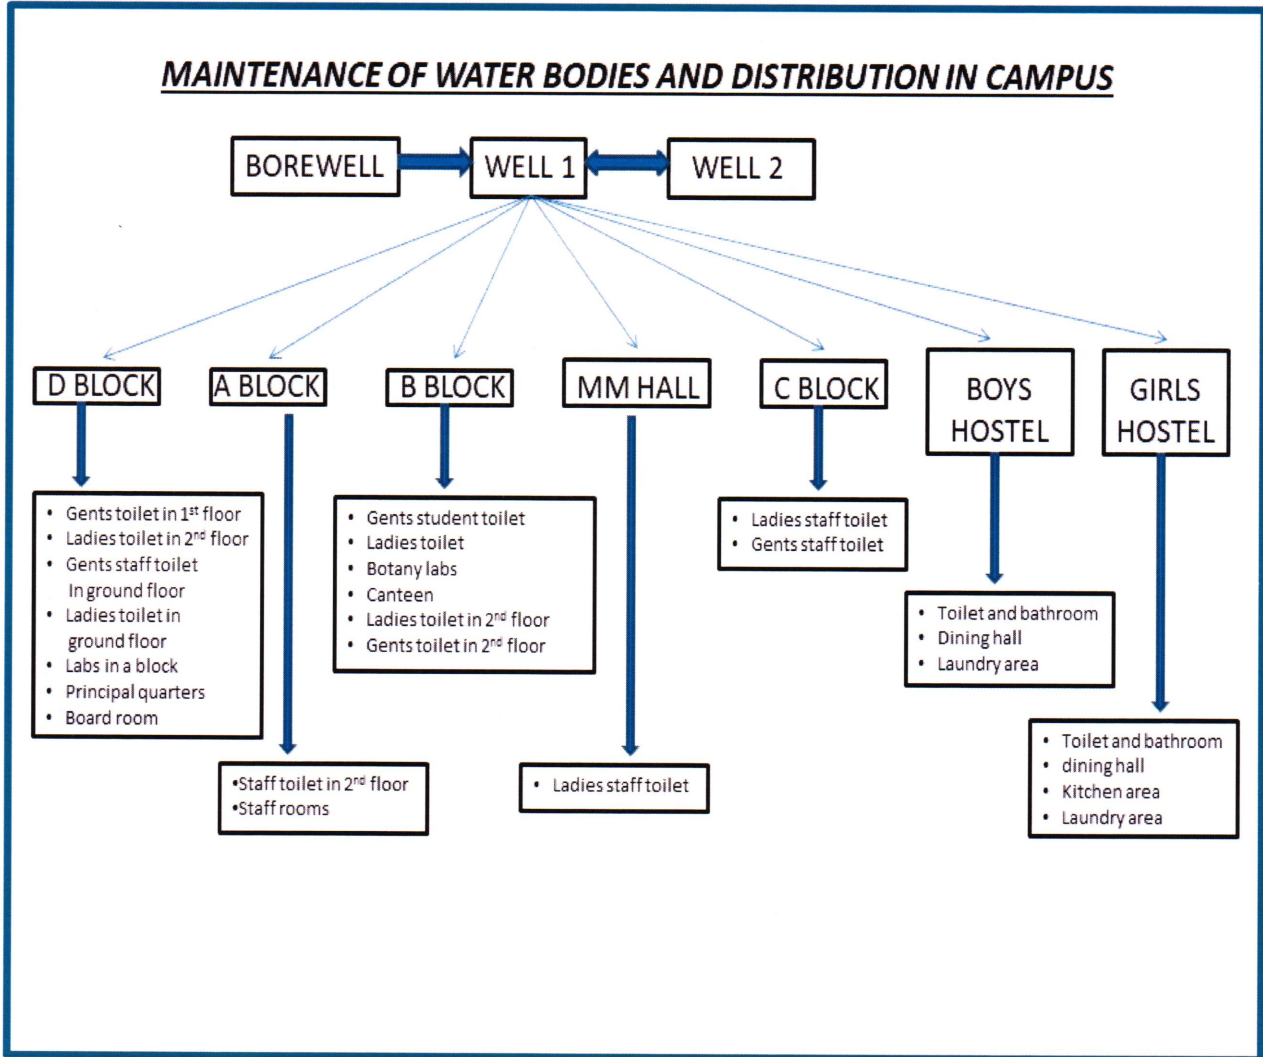 MAINTENANCE OF WATER BODIES AND DISTRIBUTION IN CAMPUS
BOREWELL
WELL 1
WELL 2
D BLOCK
A BLOCK
B BLOCK
MM HALL
C BLOCK
BOYS
HOSTEL
GIRLS
HOSTEL
• Gents toilet in 1st floor
• Ladies toilet in 2nd floor
• Gents staff toilet
In ground floor
• Ladies toilet in
ground floor
• Labs in a block
• Principal quarters
• Board room
•Staff toilet in 2nd floor
•Staff rooms
• Gents student toilet
• Ladies toilet
• Botany labs
• Canteen
• Ladies toilet in 2nd floor
• Gents toilet in 2nd floor
• Ladies staff toilet
• Ladies staff toilet
• Gents staff toilet
• Toilet and bathroom
• Dining hall
• Laundry area
• Toilet and bathroom
• dining hall
• Kitchen area
• Laundry area